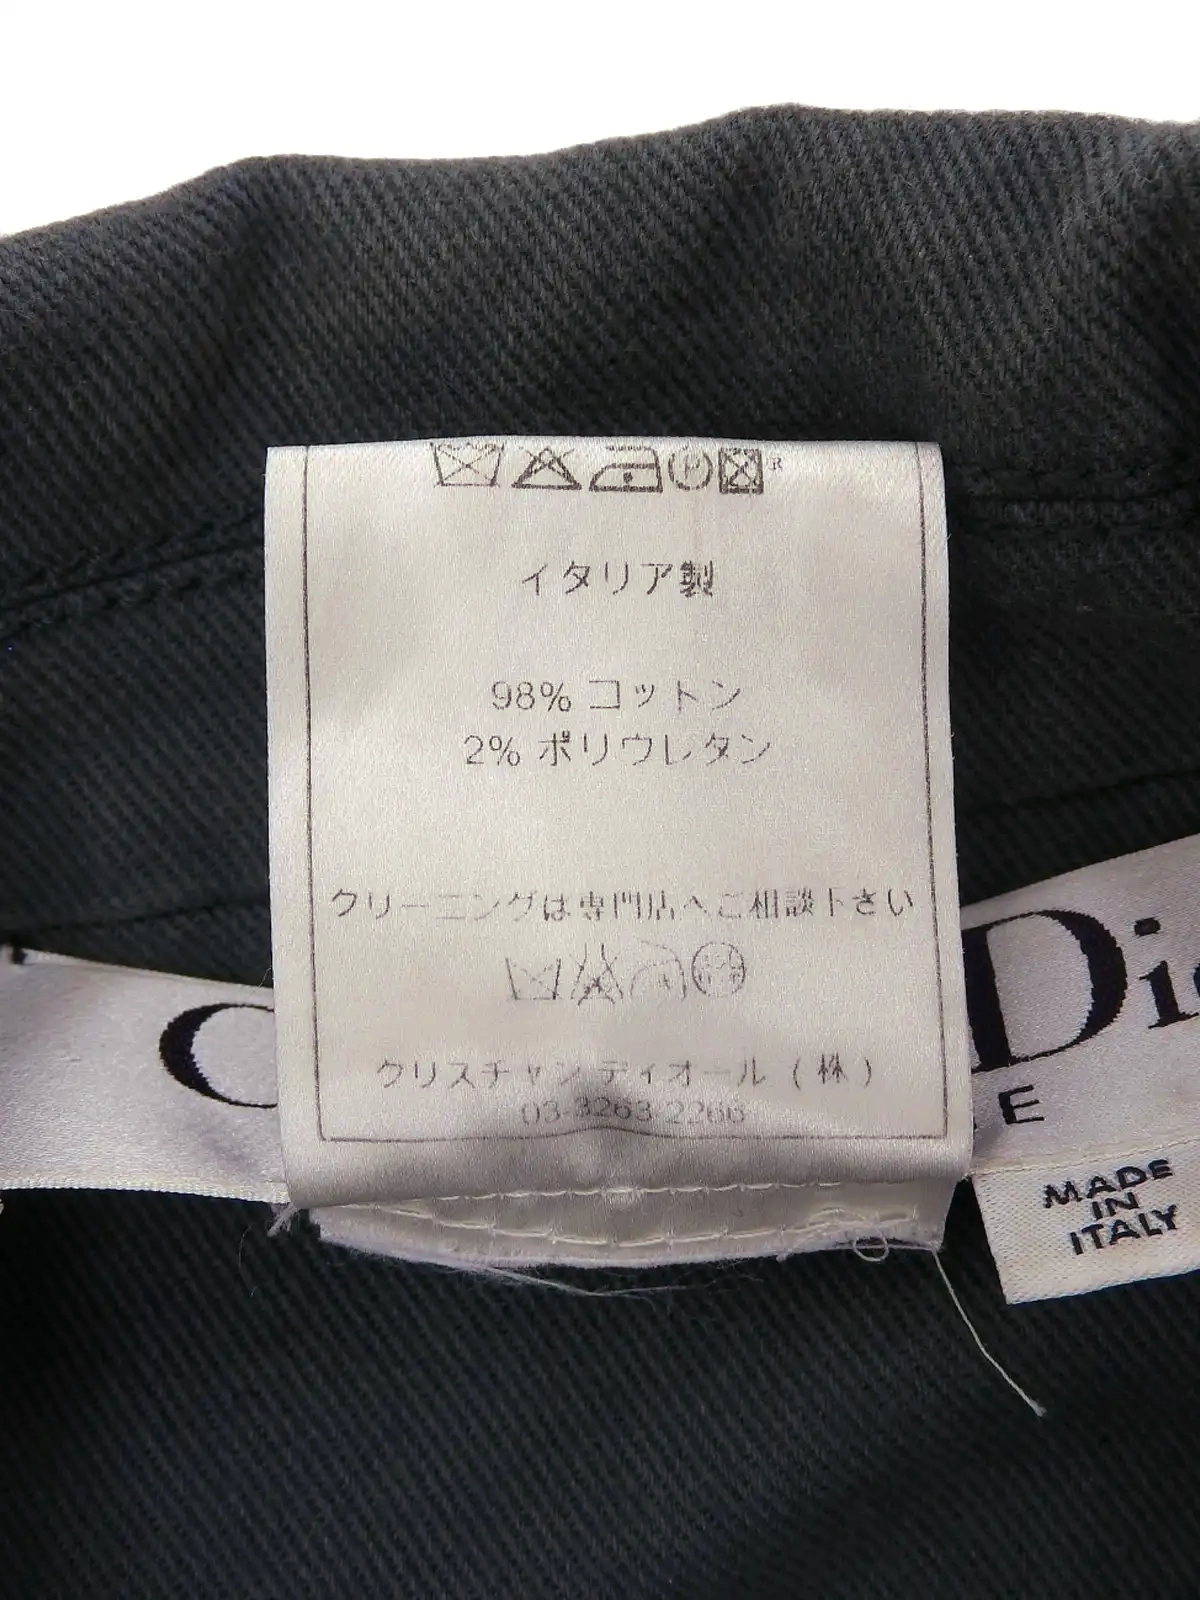 イタリア製
98% コットン
2% ポリウレタン
クリーニングは専門店へご相談下さい
クリスチャン ディオール (株)
03-3263-2266
C
Di
E
MADE
IN
ITALY